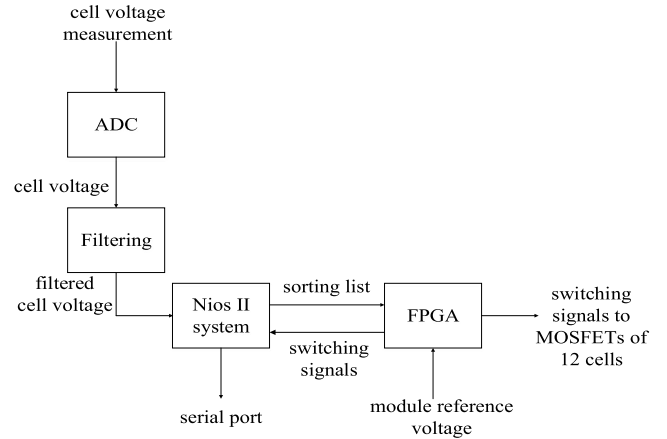 cell voltage
measurement
ADC
cell voltage
Filtering
filtered
cell voltage
Nios II
system
sorting list
switching
signals
FPGA
switching
signals to
MOSFETs of
12 cells
serial port
module reference
voltage